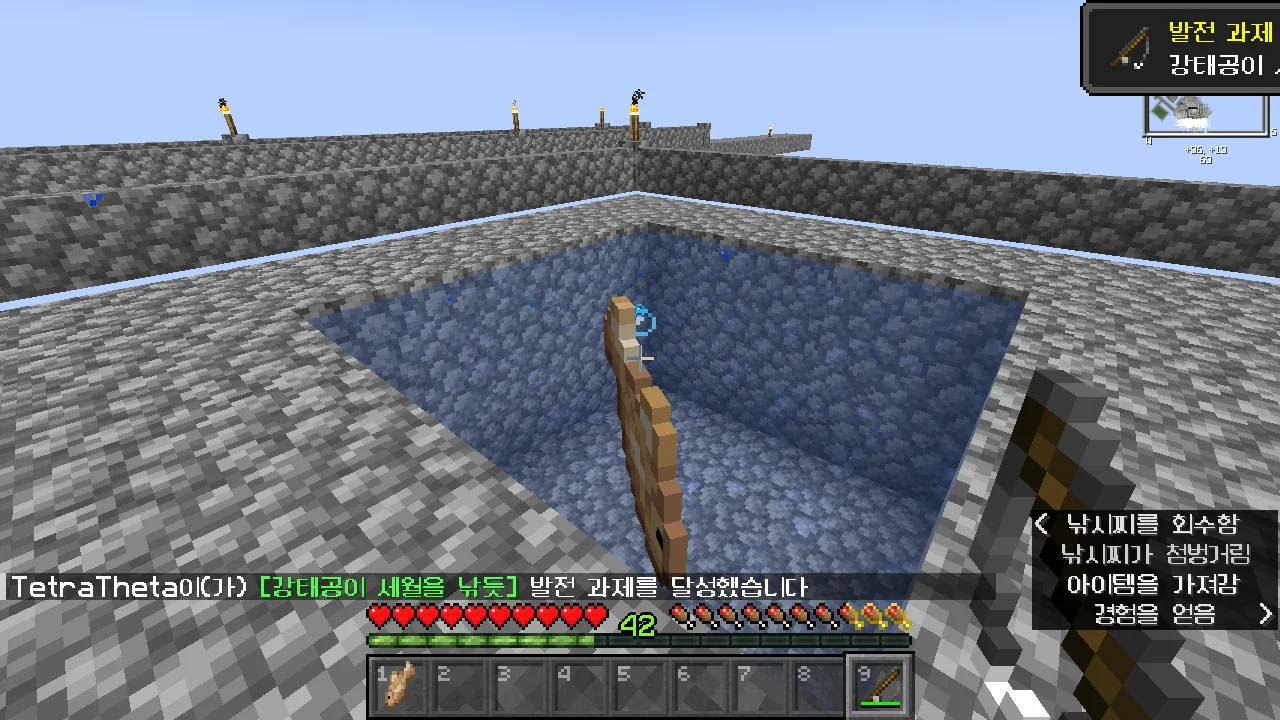 발전 과제
강태공이
N
S
+36, +13
63
< 낚시찌를 회수함
낚시찌가 첨벙거림
아이템을 가져감
경험을 얻음 >
TetraTheta이(가) [강태공이 세월을 낚듯] 발전 과제를 달성했습니다
42
1 2 3 4 5 6 7 8 9